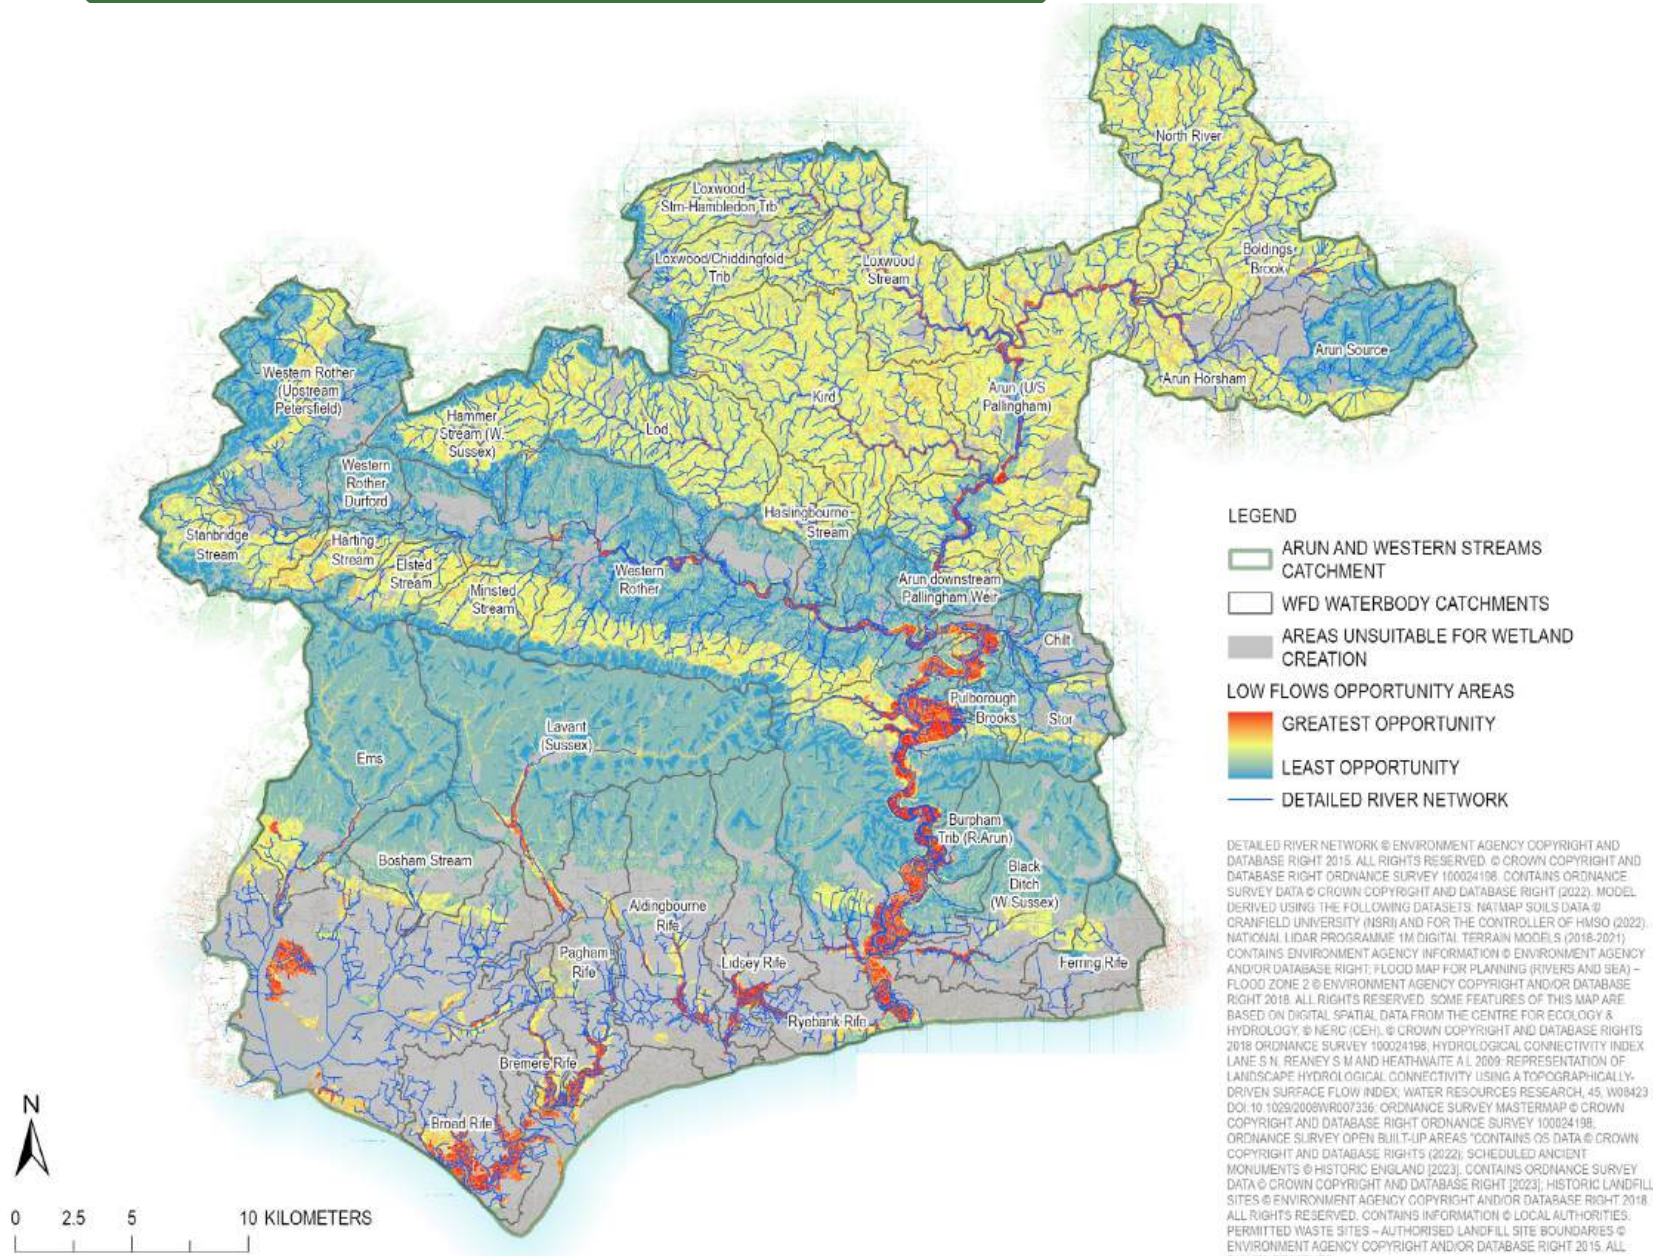 North River
Loxwood
Stm-Hambledon Trb
Boldings
Brook
Loxwood/Chiddingfold
Trib
Loxwood
Stream
Arun Source
Western Rother
(Upstream
Petersfield)
Arun Horsham
Arun (U/S
Pallingham)
Kird
Hammer
Stream (W.
Sussex)
Lod
Western
Rother
Durford
Haslingbourne
Stream
Stanbridge
Stream
Harting
Stream
Elsted
Stream
Minsted
Stream
Western
Rother
Arun downstream
Pallingham Weir
Chilt
Pulborough
Brooks
Stor
Lavant
(Sussex)
Ems
Burpham
Trib (R.Arun)
Bosham Stream
Black
Ditch
(W.Sussex)
Aldingbourne
Rife
Pagham
Rife
Lidsey Rife
Ferring Rife
Ryebank Rife
Bremere Rife
Broad Rife
N
0 2.5 5 10 KILOMETERS
LEGEND
ARUN AND WESTERN STREAMS
CATCHMENT
WFD WATERBODY CATCHMENTS
AREAS UNSUITABLE FOR WETLAND
CREATION
LOW FLOWS OPPORTUNITY AREAS
GREATEST OPPORTUNITY
LEAST OPPORTUNITY
DETAILED RIVER NETWORK
DETAILED RIVER NETWORK © ENVIRONMENT AGENCY COPYRIGHT AND
DATABASE RIGHT 2015. ALL RIGHTS RESERVED. © CROWN COPYRIGHT AND
DATABASE RIGHT ORDNANCE SURVEY 100024198. CONTAINS ORDNANCE
SURVEY DATA © CROWN COPYRIGHT AND DATABASE RIGHT (2022). MODEL
DERIVED USING THE FOLLOWING DATASETS: NATMAP SOILS DATA ©
CRANFIELD UNIVERSITY (NSRI) AND FOR THE CONTROLLER OF HMSO (2022).
NATIONAL LIDAR PROGRAMME 1M DIGITAL TERRAIN MODELS (2018-2021)
CONTAINS ENVIRONMENT AGENCY INFORMATION © ENVIRONMENT AGENCY
AND/OR DATABASE RIGHT; FLOOD MAP FOR PLANNING (RIVERS AND SEA) –
FLOOD ZONE 2 © ENVIRONMENT AGENCY COPYRIGHT AND/OR DATABASE
RIGHT 2018. ALL RIGHTS RESERVED. SOME FEATURES OF THIS MAP ARE
BASED ON DIGITAL SPATIAL DATA FROM THE CENTRE FOR ECOLOGY &
HYDROLOGY, © NERC (CEH). © CROWN COPYRIGHT AND DATABASE RIGHTS
2018 ORDNANCE SURVEY 100024198, HYDROLOGICAL CONNECTIVITY INDEX
LANE S N, REANEY S M AND HEATHWAITE A L 2009: REPRESENTATION OF
LANDSCAPE HYDROLOGICAL CONNECTIVITY USING A TOPOGRAPHICALLY-
DRIVEN SURFACE FLOW INDEX; WATER RESOURCES RESEARCH, 45, W08423
DOI:10.1029/2008WR007336; ORDNANCE SURVEY MASTERMAP © CROWN
COPYRIGHT AND DATABASE RIGHT ORDNANCE SURVEY 100024198;
ORDNANCE SURVEY OPEN BUILT-UP AREAS "CONTAINS OS DATA © CROWN
COPYRIGHT AND DATABASE RIGHTS (2022); SCHEDULED ANCIENT
MONUMENTS © HISTORIC ENGLAND [2023]. CONTAINS ORDNANCE SURVEY
DATA © CROWN COPYRIGHT AND DATABASE RIGHT [2023]; HISTORIC LANDFILL
SITES © ENVIRONMENT AGENCY COPYRIGHT AND/OR DATABASE RIGHT 2018.
ALL RIGHTS RESERVED. CONTAINS INFORMATION © LOCAL AUTHORITIES.
PERMITTED WASTE SITES – AUTHORISED LANDFILL SITE BOUNDARIES ©
ENVIRONMENT AGENCY COPYRIGHT AND/OR DATABASE RIGHT 2015. ALL